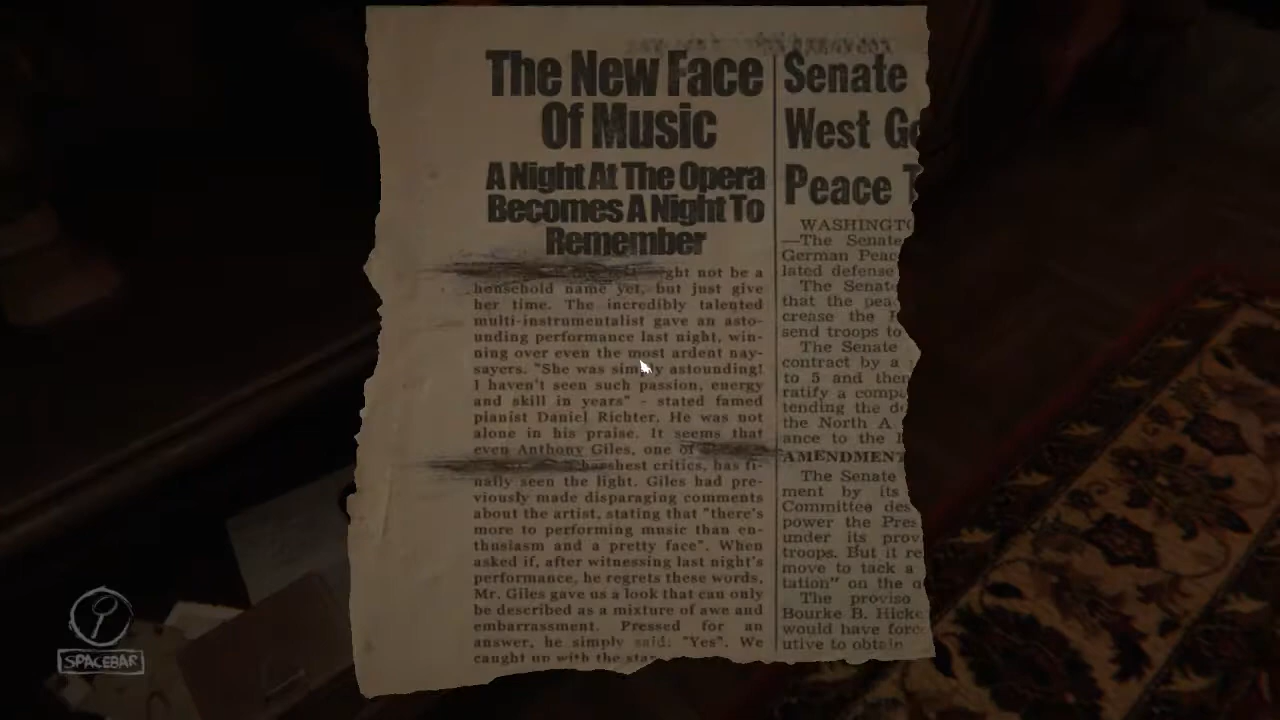 The New Face
Of Music
A Night At The Opera
Becomes A Night To
Remember
not be a
household name yet, but just give
her time. The incredibly talented
multi-instrumentalist gave an asto-
unding performance last night, win-
ning over even the most ardent nay-
sayers. "She was simply astounding!
I haven't seen such passion, energy
and skill in years" - stated famed
pianist Daniel Richter. He was not
alone in his praise. It seems that
even Anthony Giles, one of
harshest critics, has fi-
nally seen the light. Giles had pre-
viously made disparaging comments
about the artist, stating that "there's
more to performing music than en-
thusiasm and a pretty face". When
asked if, after witnessing last night's
performance, he regrets these words,
Mr. Giles gave us a look that can only
be described as a mixture of awe and
embarrassment. Pressed for an
answer, he simply said: "Yes". We
caught up with the
Senate
West
Peace
WASHINGT
—The Senate
German Peac
lated defense
The Senat
that the pea
crease the
send troops to
The Senate
contract by a
to 5 and then
ratify a comp
tending the de
the North A
ance to the
AMENDMENT
The Senate
ment by its
Committee des
power the Pres
under its prov
troops. But it re
move to tack a
tation" on the
The proviso
Bourke B. Hicke
would have forc
utive to obtain
SPACEBAR